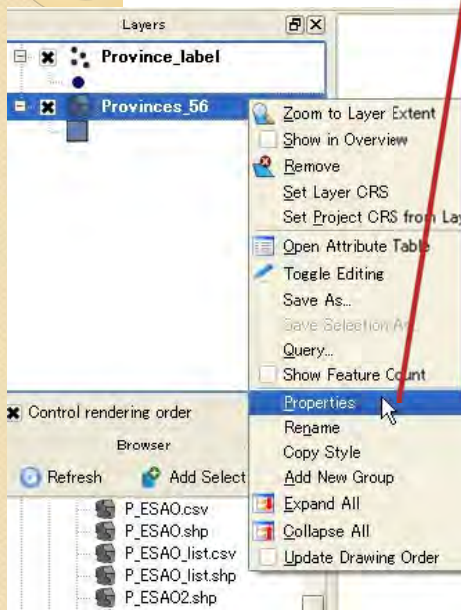 Layers
Province_label
Provinces_56
Zoom to Layer Extent
Show in Overview
Remove
Set Layer CRS
Set Project CRS from Lay
Open Attribute Table
Toggle Editing
Save As...
Save Selection As
Query...
Show Feature Count
Properties
Rename
Copy Style
Add New Group
Expand All
Collapse All
Update Drawing Order
Control rendering order
Browser
Refresh
Add Select
P_ESAO.csv
P_ESAO.shp
P_ESAO_list.csv
P_ESAO_list.shp
P_ESAO2.shp